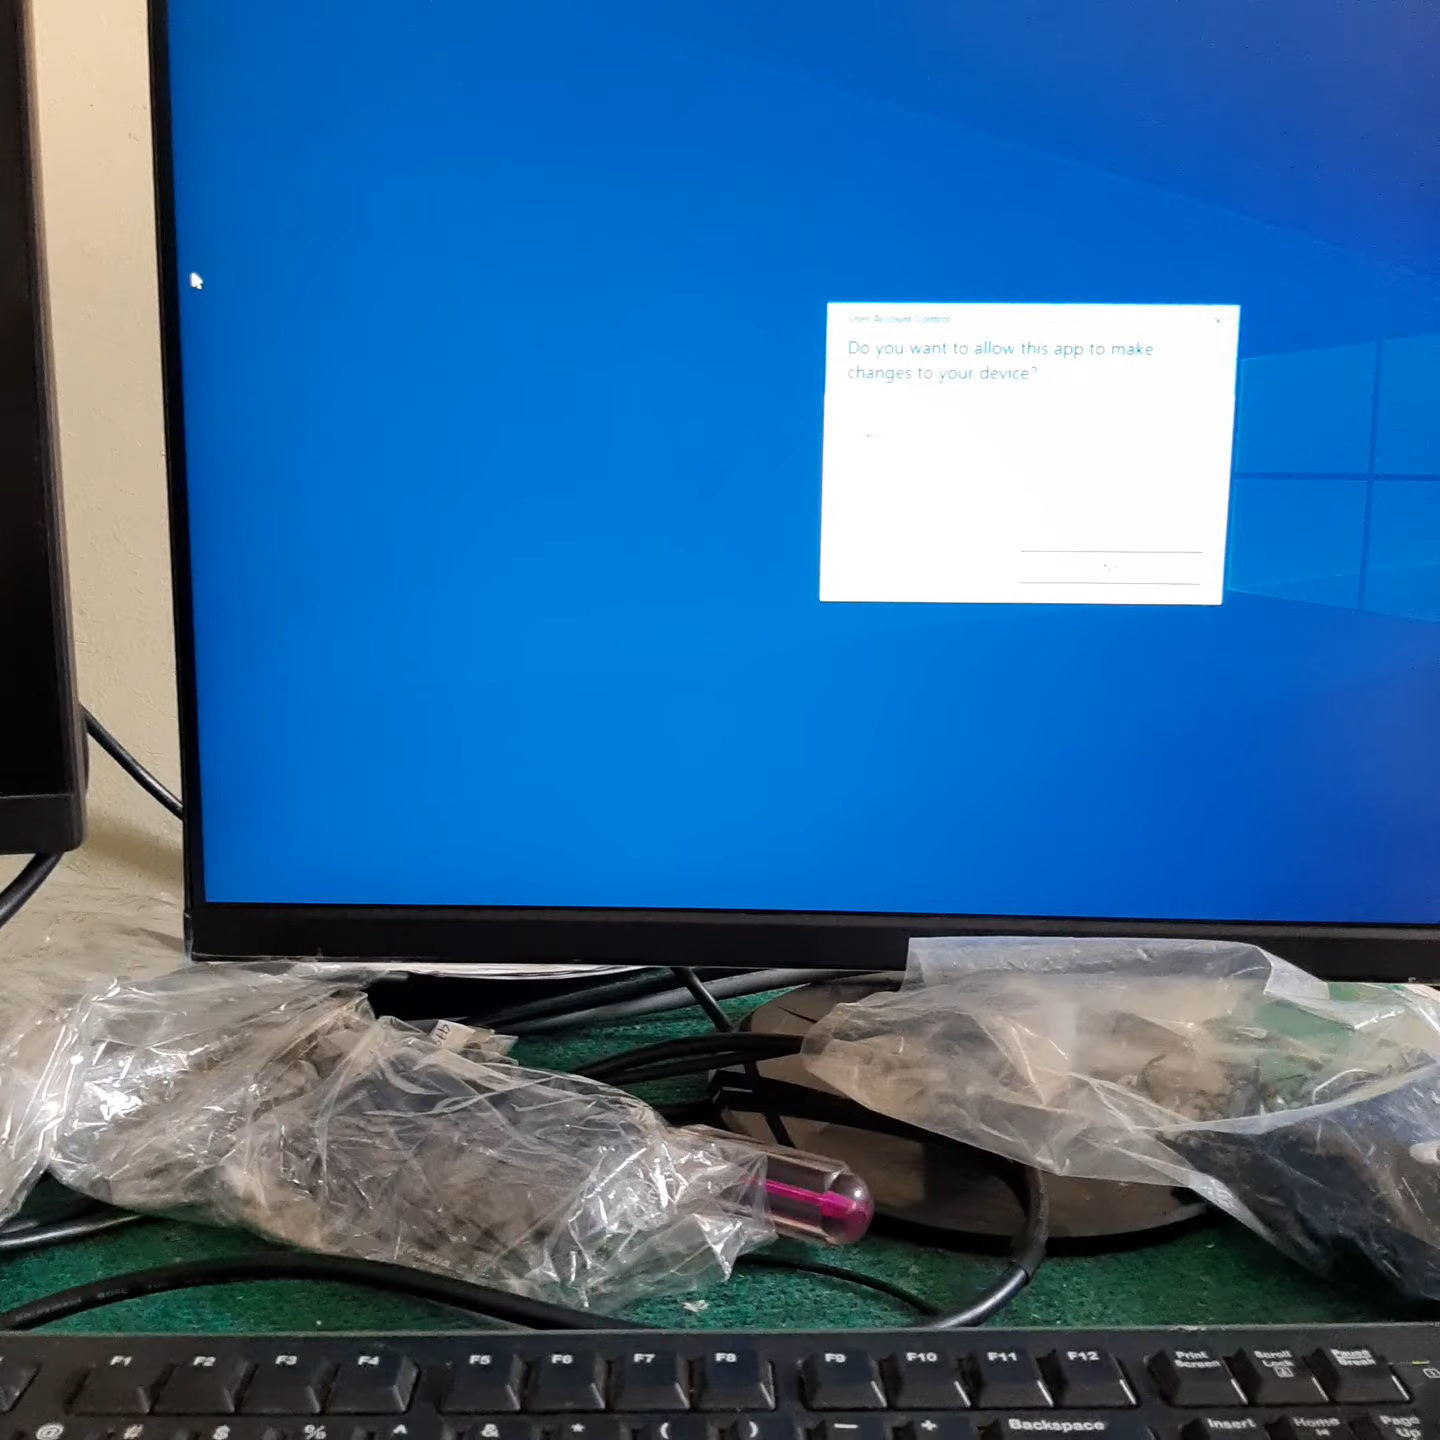 User Account Control
Do you want to allow this app to make
changes to your device?
F1 F2 F3 F4 F5 F6 F7 F8 F9 F10 F11 F12 Print Screen Scroll Lock Pause Break
@ # $ % ^ & * ( ) — + Backspace Insert Home Page Up